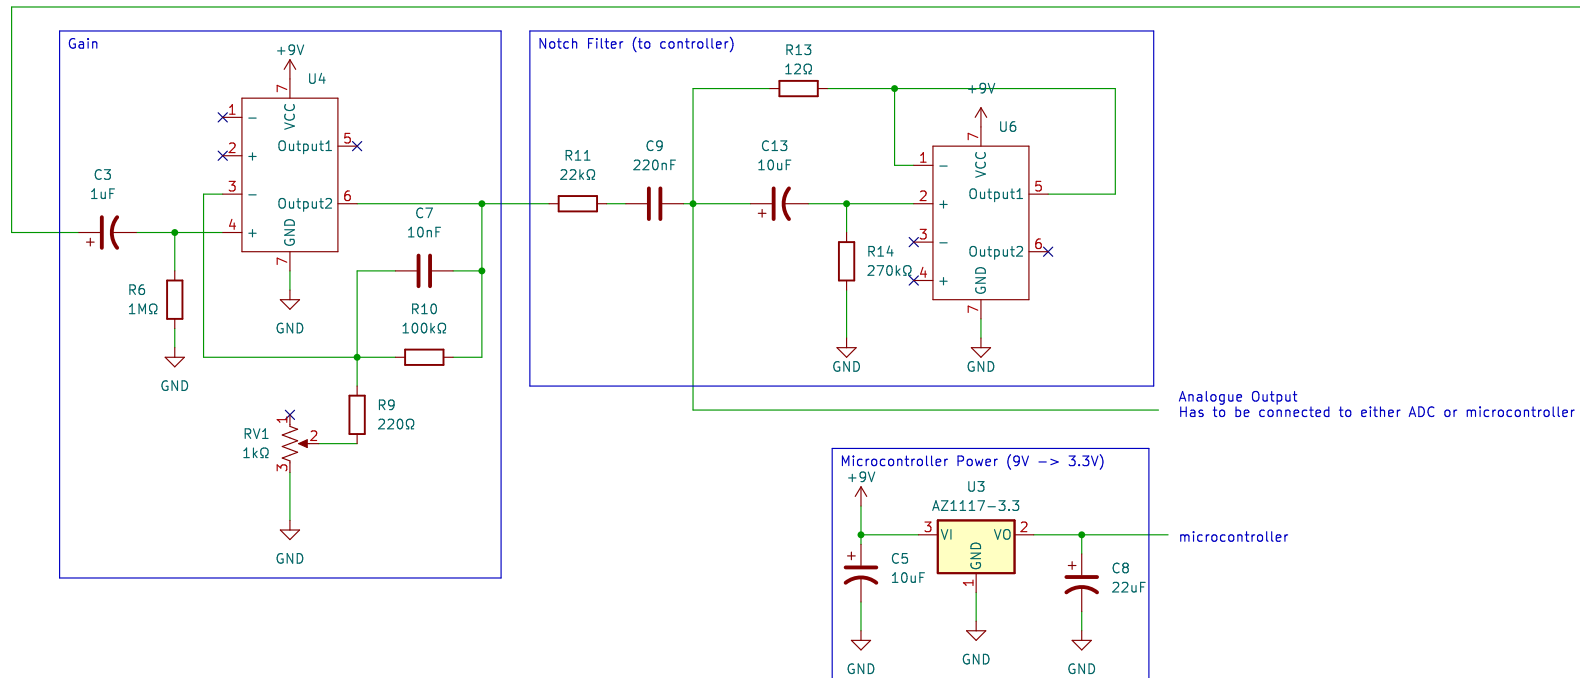 Gain
+9V
U4
7
VCC
1
-
2
+
Output1
5
3
-
Output2
6
4
+
GND
7
GND
C3
1uF
+
R6
1MΩ
GND
C7
10nF
R10
100kΩ
R9
220Ω
RV1
1kΩ
1
2
3
GND
Notch Filter (to controller)
R13
12Ω
R11
22kΩ
C9
220nF
C13
10uF
+
+9V
U6
7
VCC
1
-
Output1
5
2
+
3
-
Output2
6
4
+
GND
7
GND
R14
270kΩ
GND
Analogue Output
Has to be connected to either ADC or microcontroller
Microcontroller Power (9V -> 3.3V)
+9V
U3
AZ1117-3.3
3
VI
VO
2
GND
1
microcontroller
+
C5
10uF
+
C8
22uF
GND
GND
GND